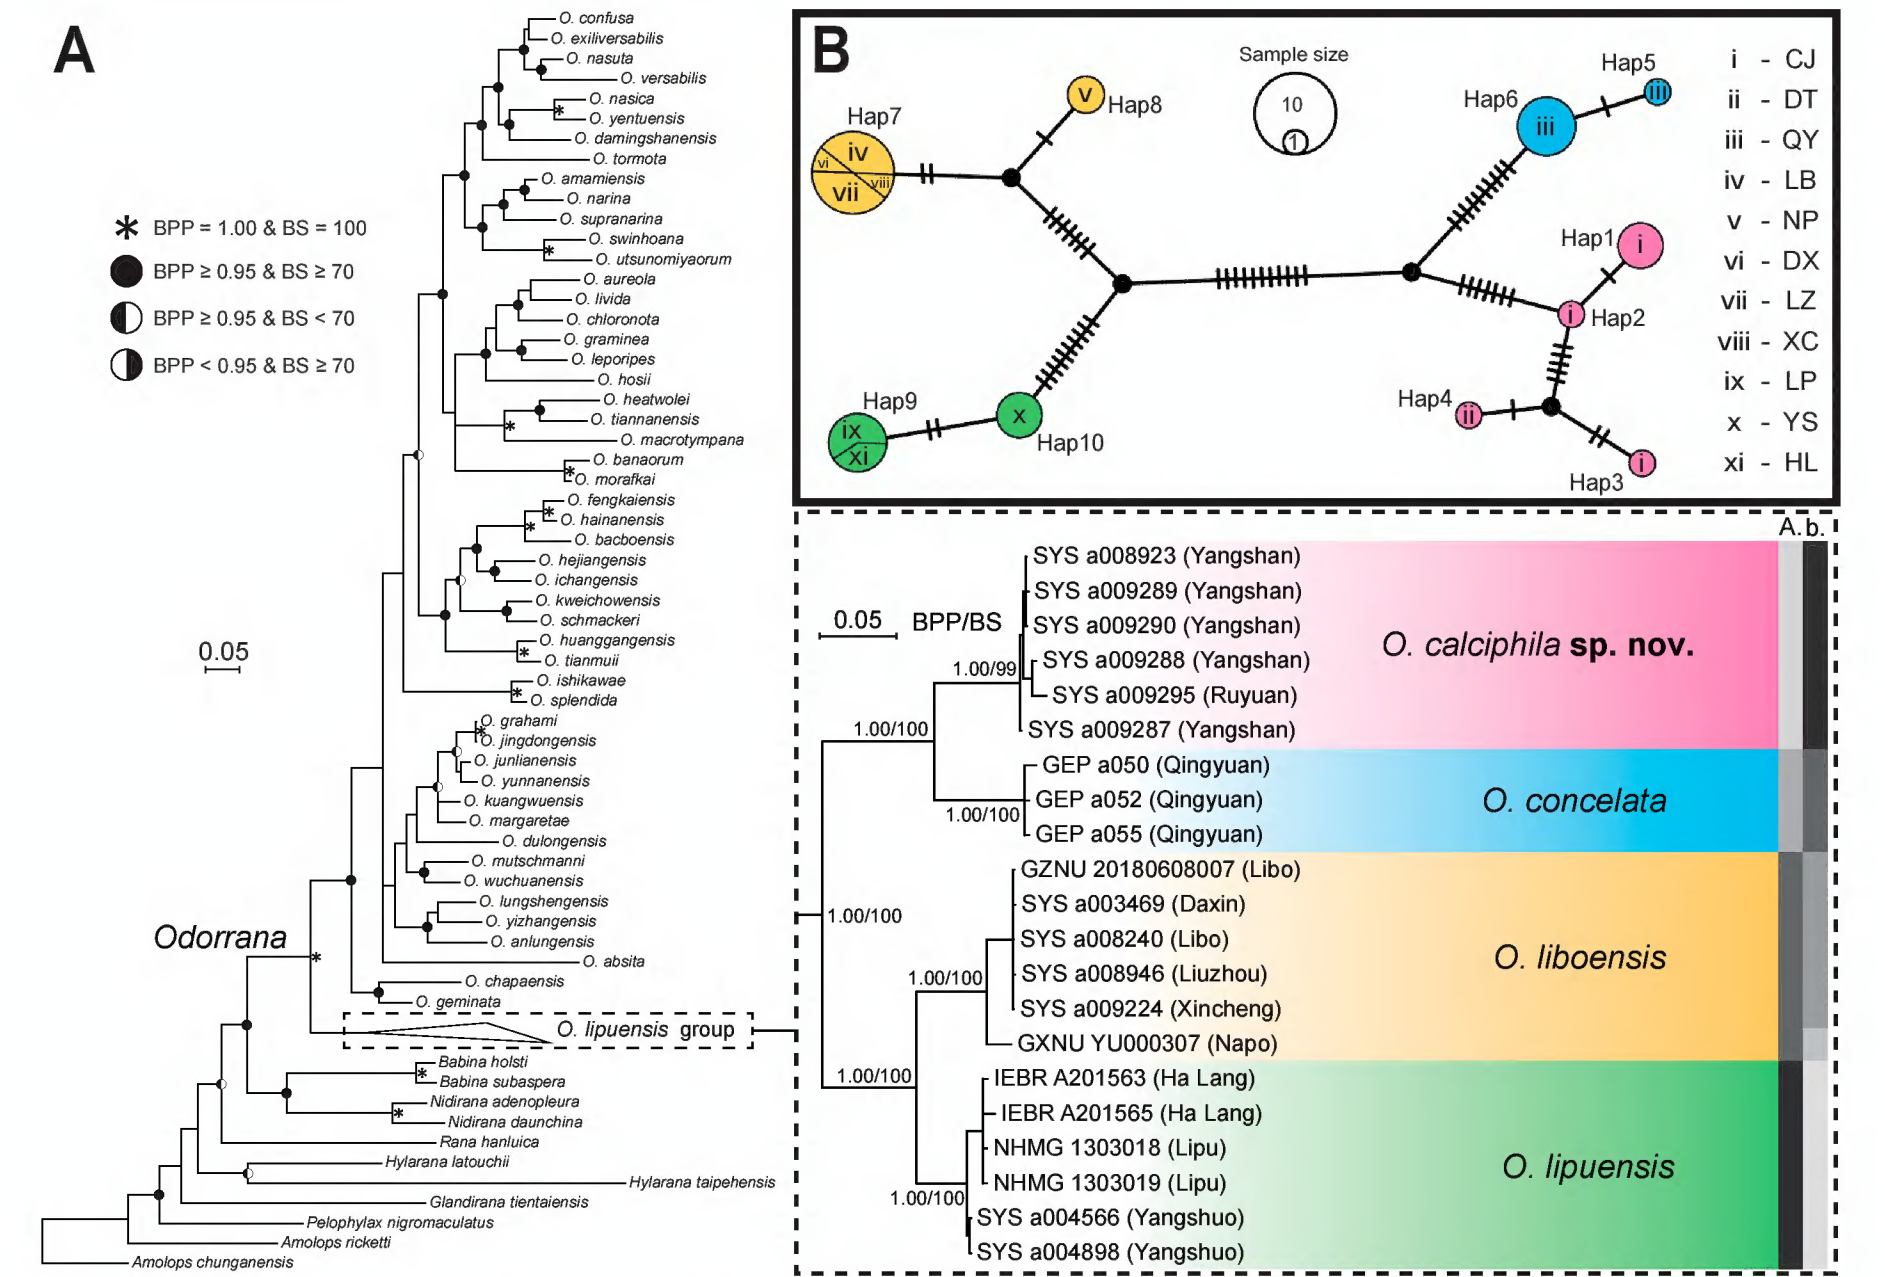 A
O. confusa
O. exiliversabilis
O. nasuta
O. versabilis
O. nasica
*
O. yentuensis
O. damingshanensis
O. tormota
O. amamiensis
O. narina
O. supranarina
O. swinhoana
*
O. utsunomiyaorum
O. aureola
O. livida
O. chloronota
O. graminea
O. leporipes
O. hosii
O. heatwolei
O. tiannanensis
*
O. macrotympana
O. banaorum
*
O. morafkai
O. fengkaiensis
*
O. hainanensis
*
O. bacboensis
O. hejiangensis
O. ichangensis
O. kweichowensis
O. schmackeri
O. huanggangensis
*
O. tianmuii
O. ishikawae
*
O. splendida
O. grahami
*
O. jingdongensis
O. junlianensis
O. yunnanensis
O. kuangwuensis
O. margaretae
O. dulongensis
O. mutschmanni
O. wuchuanensis
O. lungshengensis
O. yizhangensis
O. anlungensis
O. absita
O. chapaensis
O. geminata
O. lipuensis group
Babina holsti
*
Babina subaspera
Nidirana adenopleura
*
Nidirana daunchina
Rana hanluica
Hylarana latouchii
Hylarana taipehensis
Glandirana tientaiensis
Pelophylax nigromaculatus
Amolops ricketti
Amolops chunganensis
* BPP = 1.00 & BS = 100
BPP ≥ 0.95 & BS ≥ 70
BPP ≥ 0.95 & BS < 70
BPP < 0.95 & BS ≥ 70
0.05
Odorrana
*
B
Sample size
10
1
Hap7
iv
vi
viii
vii
v
Hap8
Hap9
ix
xi
x
Hap10
Hap5
iii
Hap6
iii
Hap1
i
i
Hap2
Hap4
ii
i
Hap3
i - CJ
ii - DT
iii - QY
iv - LB
v - NP
vi - DX
vii - LZ
viii - XC
ix - LP
x - YS
xi - HL
A. b.
0.05 BPP/BS
SYS a008923 (Yangshan)
SYS a009289 (Yangshan)
SYS a009290 (Yangshan)
SYS a009288 (Yangshan)
SYS a009295 (Ruyuan)
SYS a009287 (Yangshan)
O. calciphila sp. nov.
1.00/99
1.00/100
GEP a050 (Qingyuan)
GEP a052 (Qingyuan)
GEP a055 (Qingyuan)
O. concelata
1.00/100
1.00/100
GZNU 20180608007 (Libo)
SYS a003469 (Daxin)
SYS a008240 (Libo)
SYS a008946 (Liuzhou)
SYS a009224 (Xincheng)
GXNU YU000307 (Napo)
O. liboensis
1.00/100
1.00/100
IEBR A201563 (Ha Lang)
IEBR A201565 (Ha Lang)
NHMG 1303018 (Lipu)
NHMG 1303019 (Lipu)
SYS a004566 (Yangshuo)
SYS a004898 (Yangshuo)
O. lipuensis
1.00/100